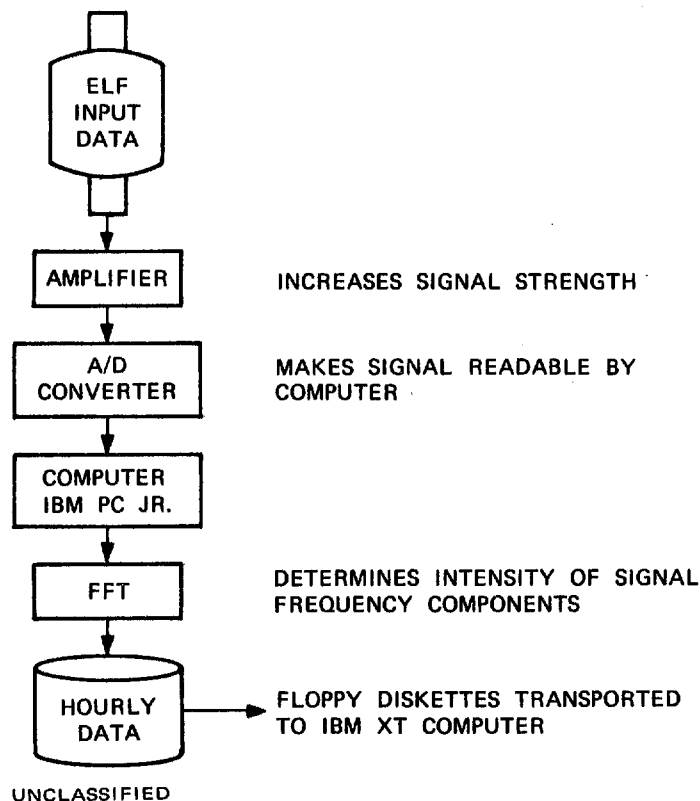 ELF
INPUT
DATA
AMPLIFIER
INCREASES SIGNAL STRENGTH
A/D
CONVERTER
MAKES SIGNAL READABLE BY
COMPUTER
COMPUTER
IBM PC JR.
FFT
DETERMINES INTENSITY OF SIGNAL
FREQUENCY COMPONENTS
HOURLY
DATA
FLOPPY DISKETTES TRANSPORTED
TO IBM XT COMPUTER
UNCLASSIFIED